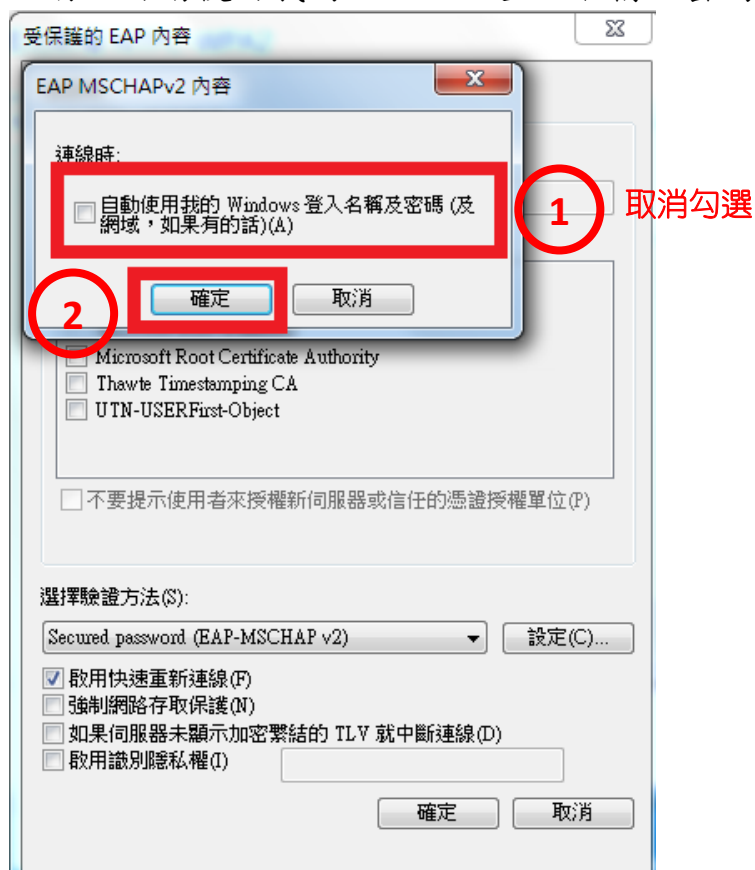 受保護的 EAP 內容
EAP MSCHAPv2 內容
連線時:
自動使用我的 Windows 登入名稱及密碼 (及
網域，如果有的話)(A)
1
取消勾選
2
確定
取消
Microsoft Root Certificate Authority
Thawte Timestamping CA
UTN-USERFirst-Object
不要提示使用者來授權新伺服器或信任的憑證授權單位(P)
選擇驗證方法(S):
Secured password (EAP-MSCHAP v2)
設定(C)...
啟用快速重新連線(F)
強制網路存取保護(N)
如果伺服器未顯示加密繫結的 TLV 就中斷連線(D)
啟用識別隱私權(I)
確定
取消